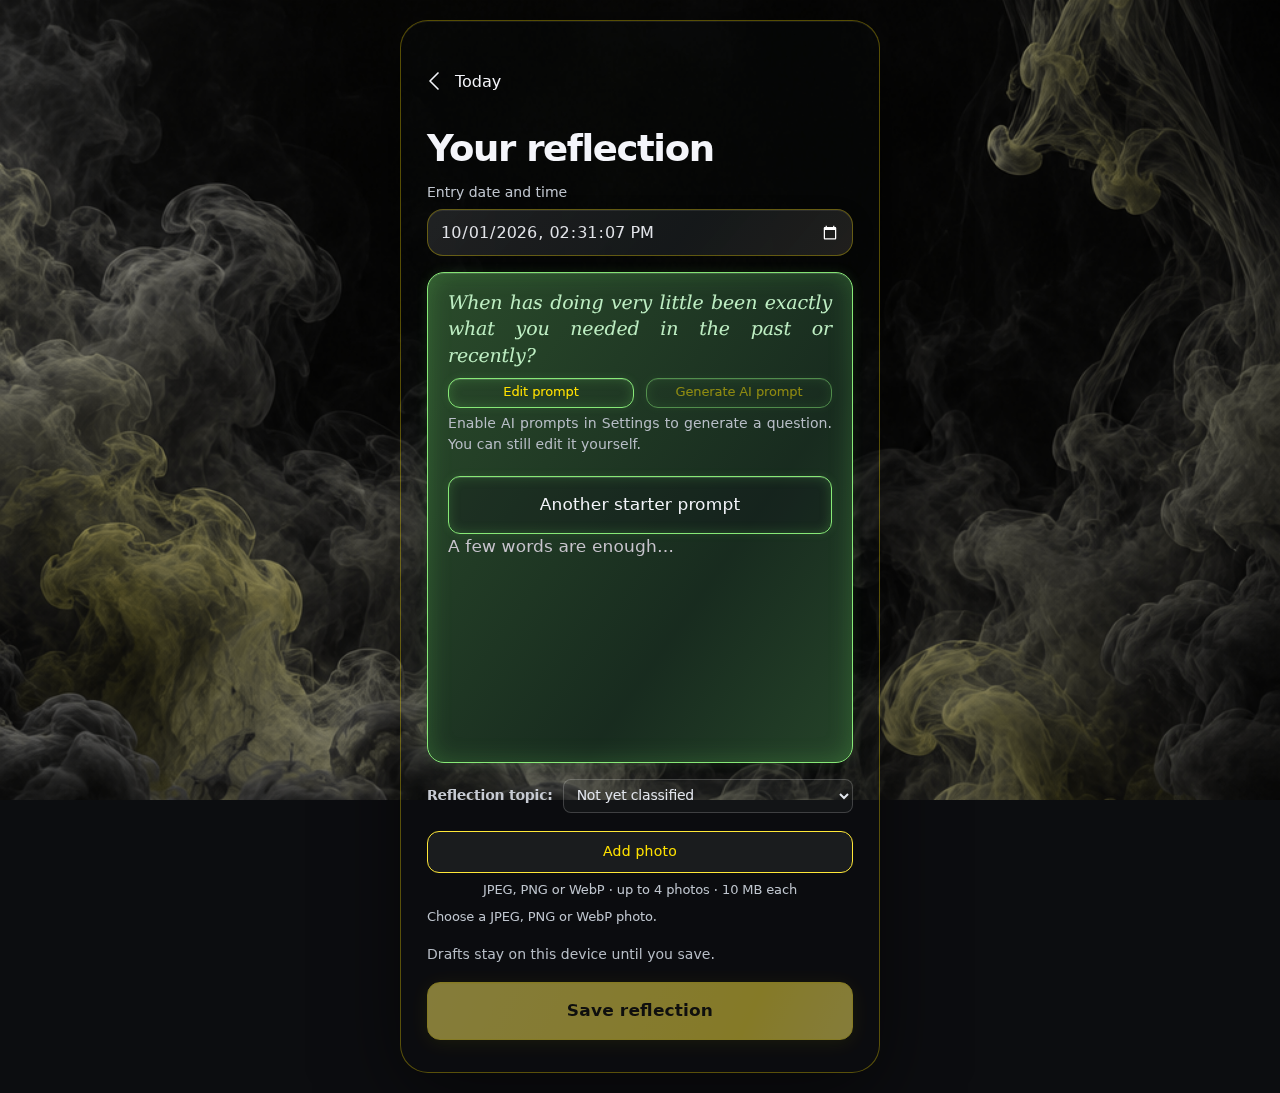 Today
Your reflection
Entry date and time
10/01/2026, 02:31:07 PM
When has doing very little been exactly
what you needed in the past or
recently?
Edit prompt
Generate AI prompt
Enable AI prompts in Settings to generate a question.
You can still edit it yourself.
Another starter prompt
A few words are enough...
Reflection topic: Not yet classified
Add photo
JPEG, PNG or WebP · up to 4 photos · 10 MB each
Choose a JPEG, PNG or WebP photo.
Drafts stay on this device until you save.
Save reflection